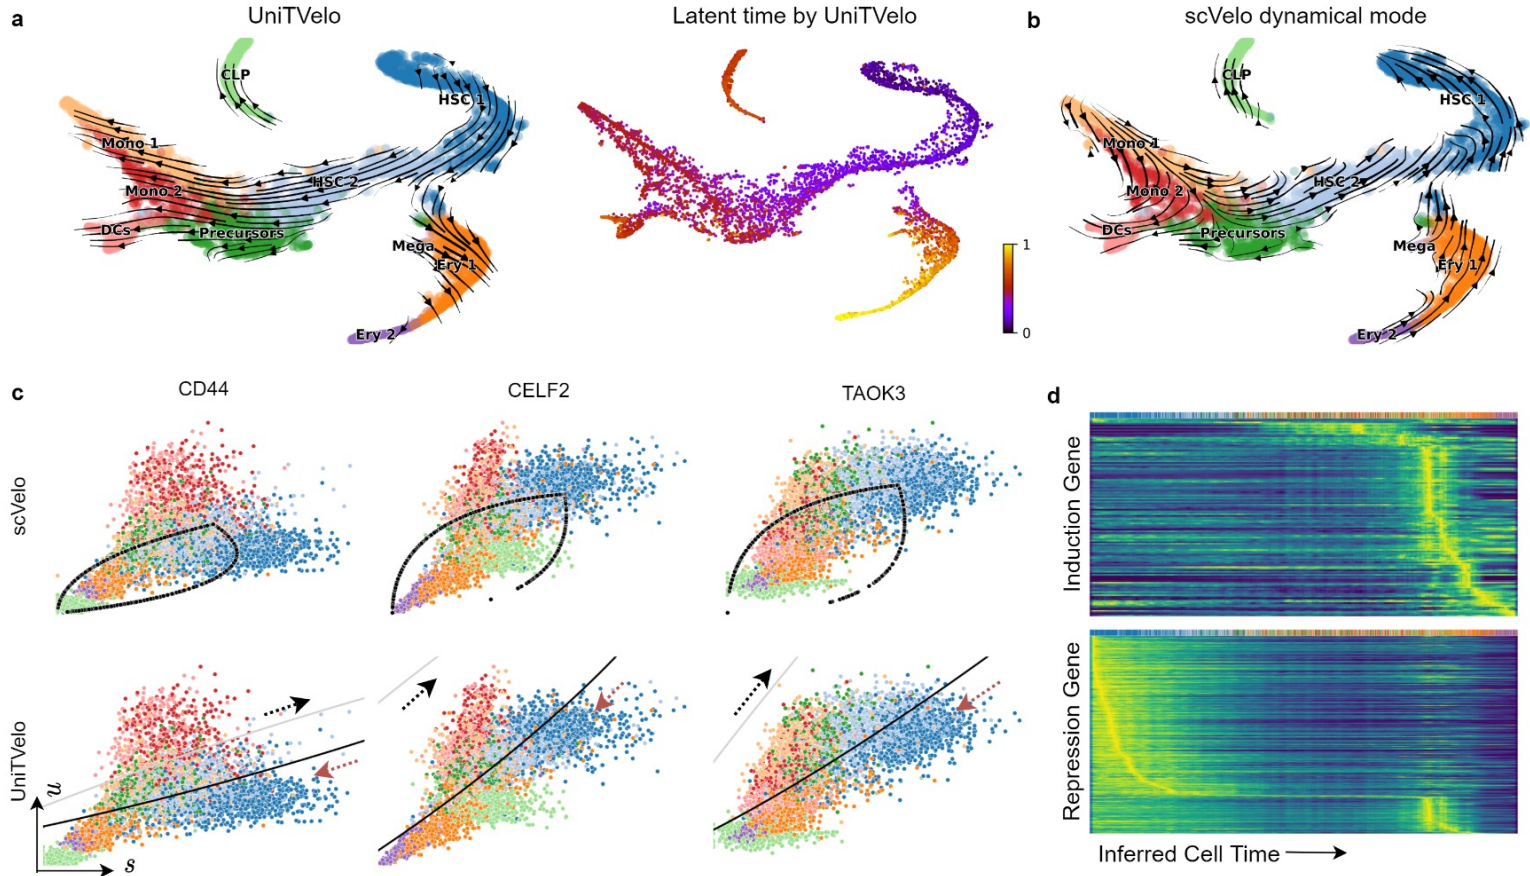 a
UniTVelo
Latent time by UniTVelo
b
scVelo dynamical mode
CLP
HSC 1
Mono 1
Mono 2
HSC 2
DCs
Precursors
Mega
Ery 1
Ery 2
1
0
CLP
HSC 1
Mono 1
Mono 2
HSC 2
DCs
Precursors
Mega
Ery 1
Ery 2
c
CD44
CELF2
TAOK3
d
scVelo
UniTVelo
u
s
Induction Gene
Repression Gene
Inferred Cell Time